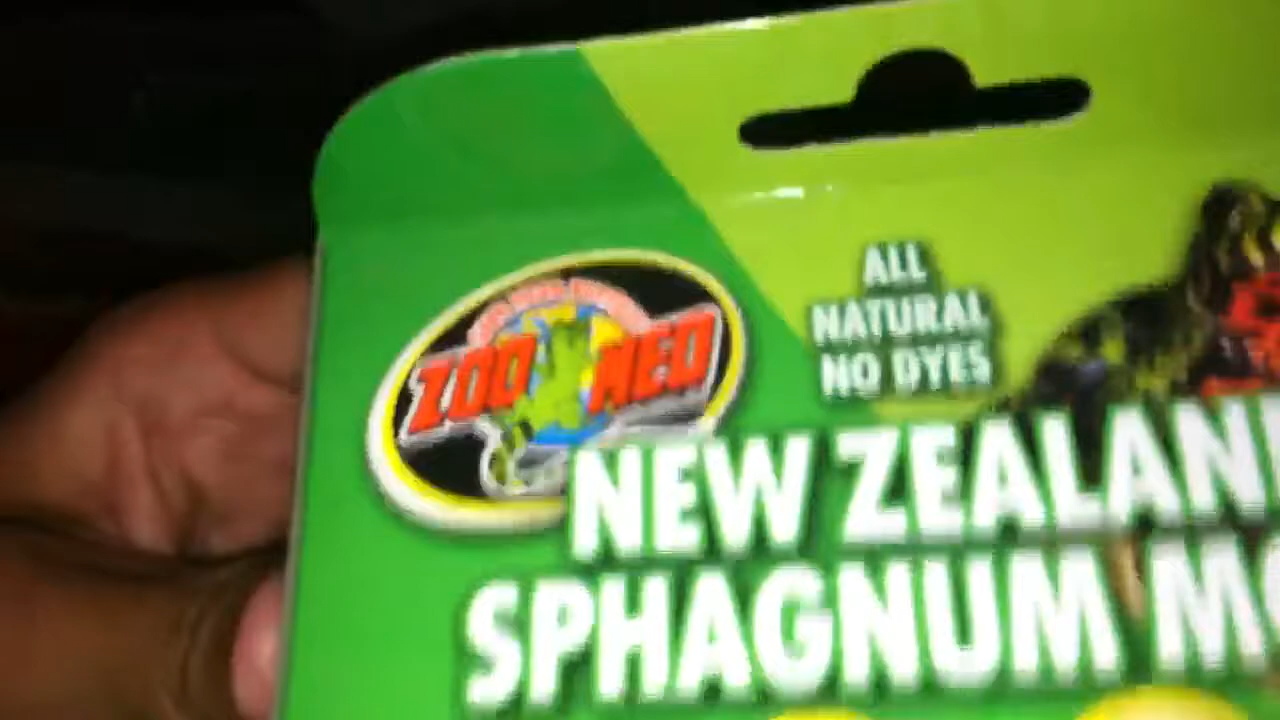 ALL
NATURAL
NO DYES
ZOO MED
NEW ZEALAN
SPHAGNUM M